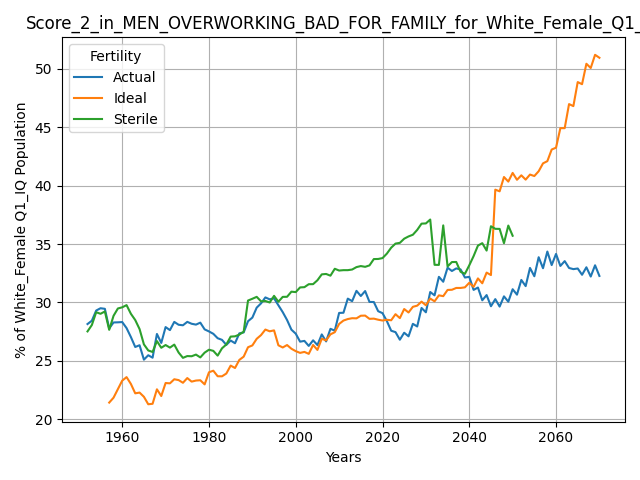 Score_2_in_MEN_OVERWORKING_BAD_FOR_FAMILY_for_White_Female_Q1_
Fertility
Actual
Ideal
Sterile
% of White_Female Q1_IQ Population
50
45
40
35
30
25
20
1960 1980 2000 2020 2040 2060
Years